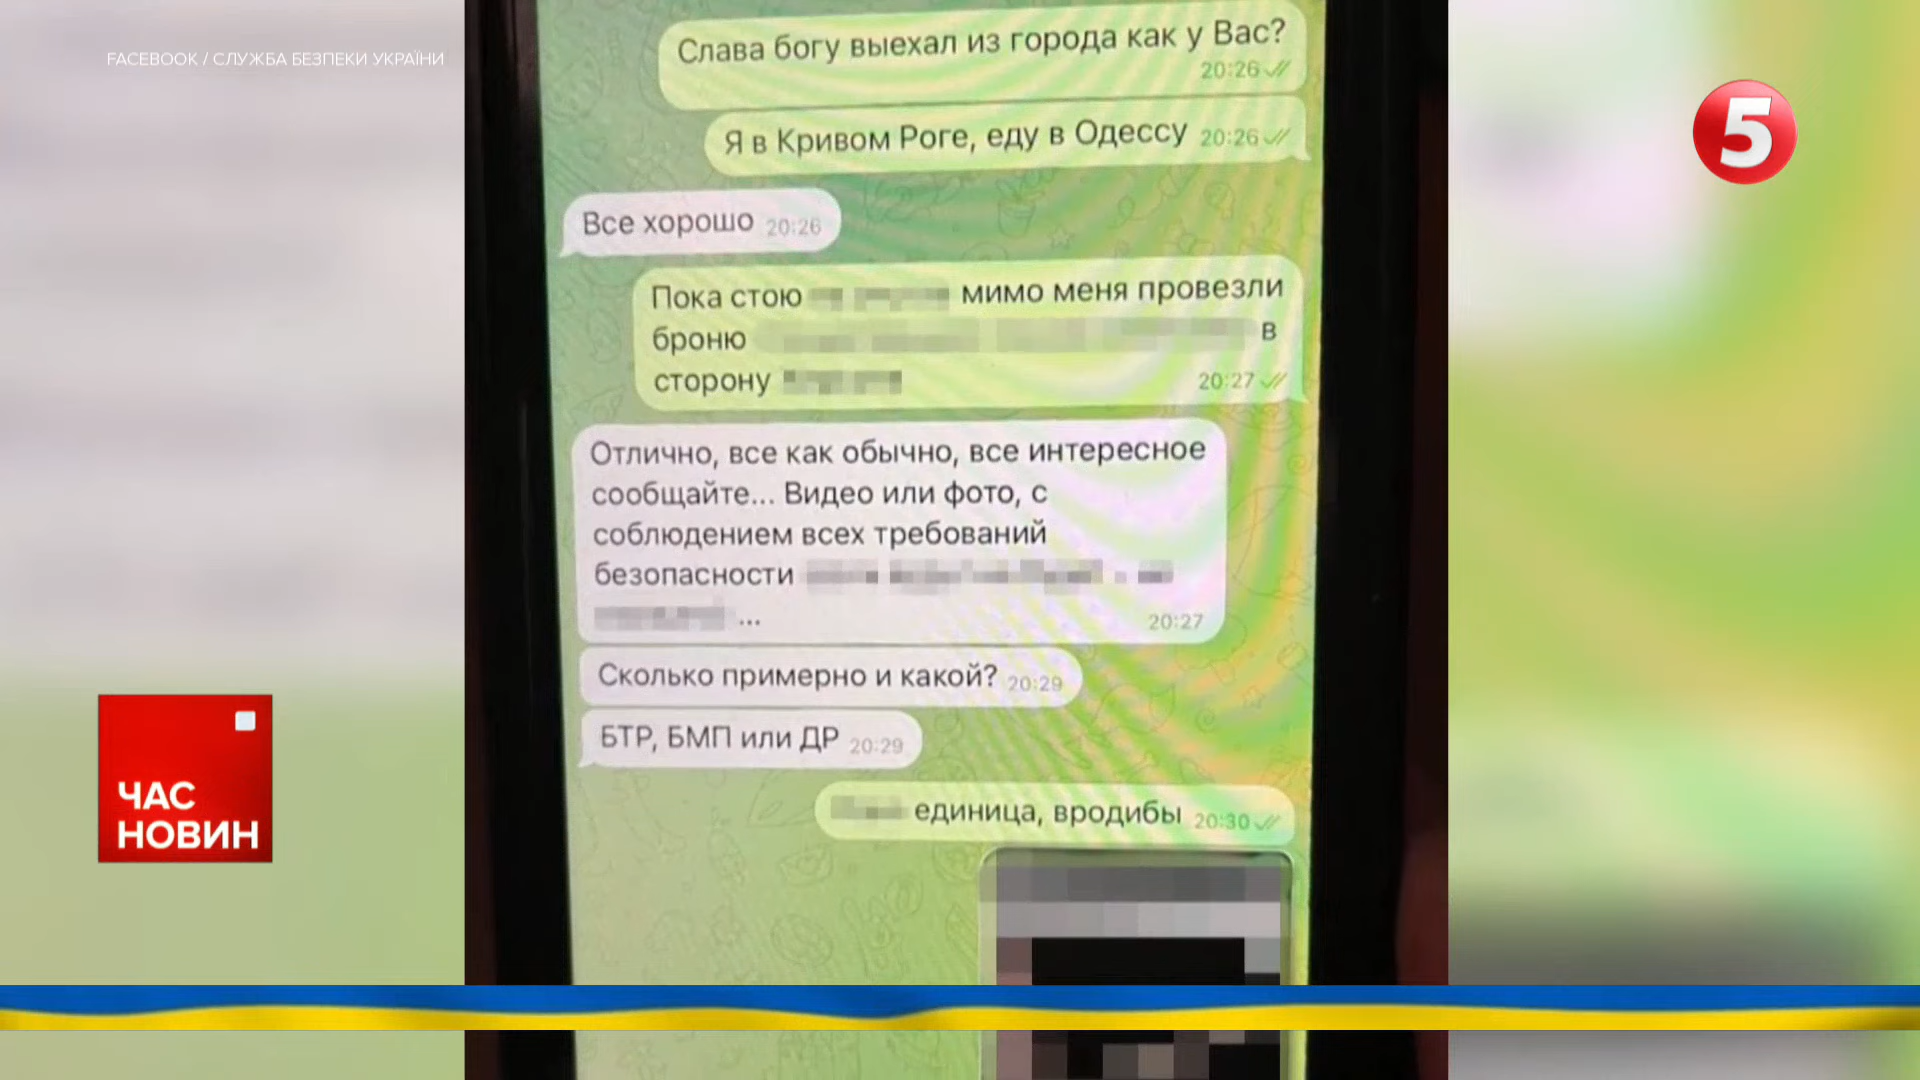 FACEBOOK / СЛУЖБА БЕЗПЕКИ УКРАЇНИ
5
Слава богу выехал из города как у Вас?
20:26
Я в Кривом Роге, еду в Одессу 20:26
Все хорошо 20:26
Пока стою мимо меня провезли
броню в
сторону 20:27
Отлично, все как обычно, все интересное
сообщайте... Видео или фото, с
соблюдением всех требований
безопасности
... 20:27
Сколько примерно и какой? 20:29
БТР, БМП или ДР 20:29
единица, вродибы 20:30
ЧАС
НОВИН